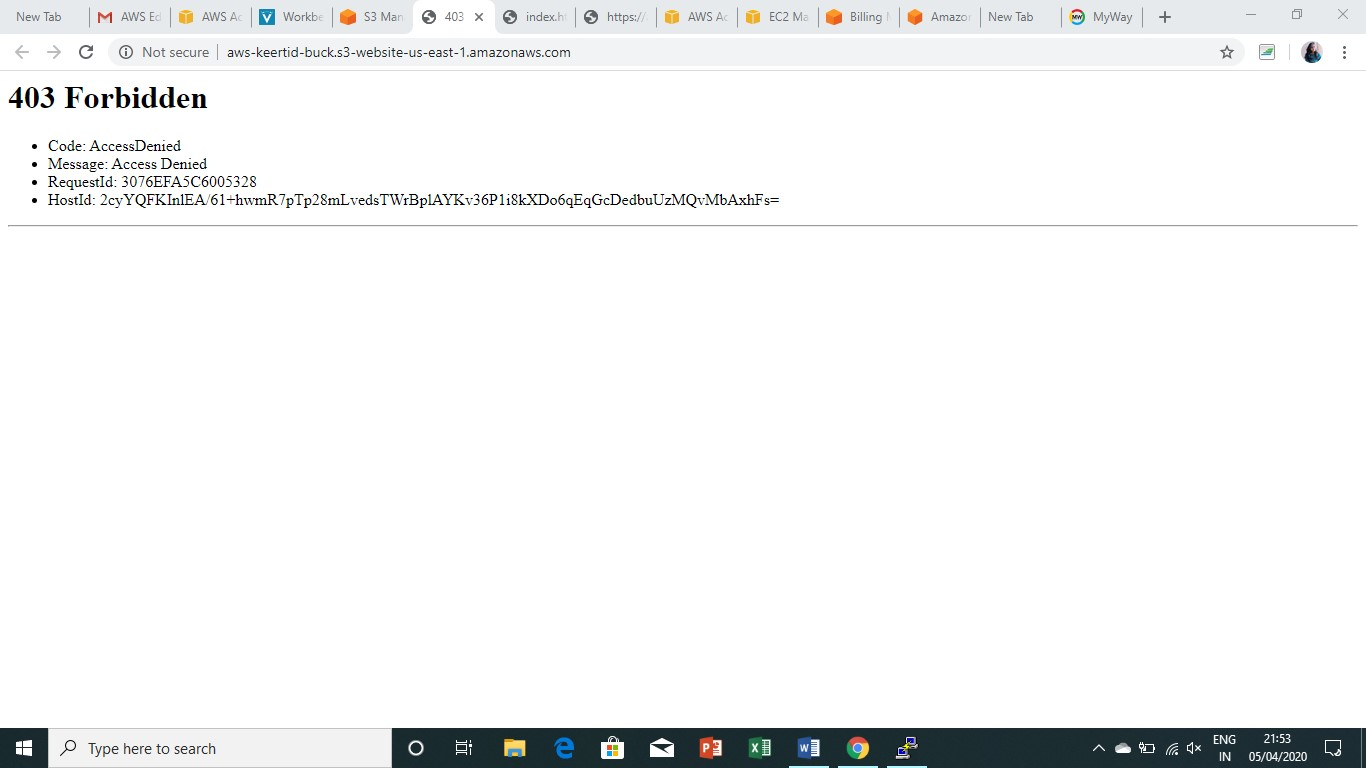 New Tab
AWS Ed
AWS Ac
Workbe
S3 Man
403
index.ht
https://
AWS Ac
EC2 Ma
Billing M
Amazon
New Tab
MyWay
Not secure
aws-keertid-buck.s3-website-us-east-1.amazonaws.com
403 Forbidden
Code: AccessDenied
Message: Access Denied
RequestId: 3076EFA5C6005328
HostId: 2cyYQFKInlEA/61+hwmR7pTp28mLvedsTWrBplAYKv36P1i8kXDo6qEqGcDedbuUzMQvMbAxhFs=
Type here to search
ENG
IN
21:53
05/04/2020